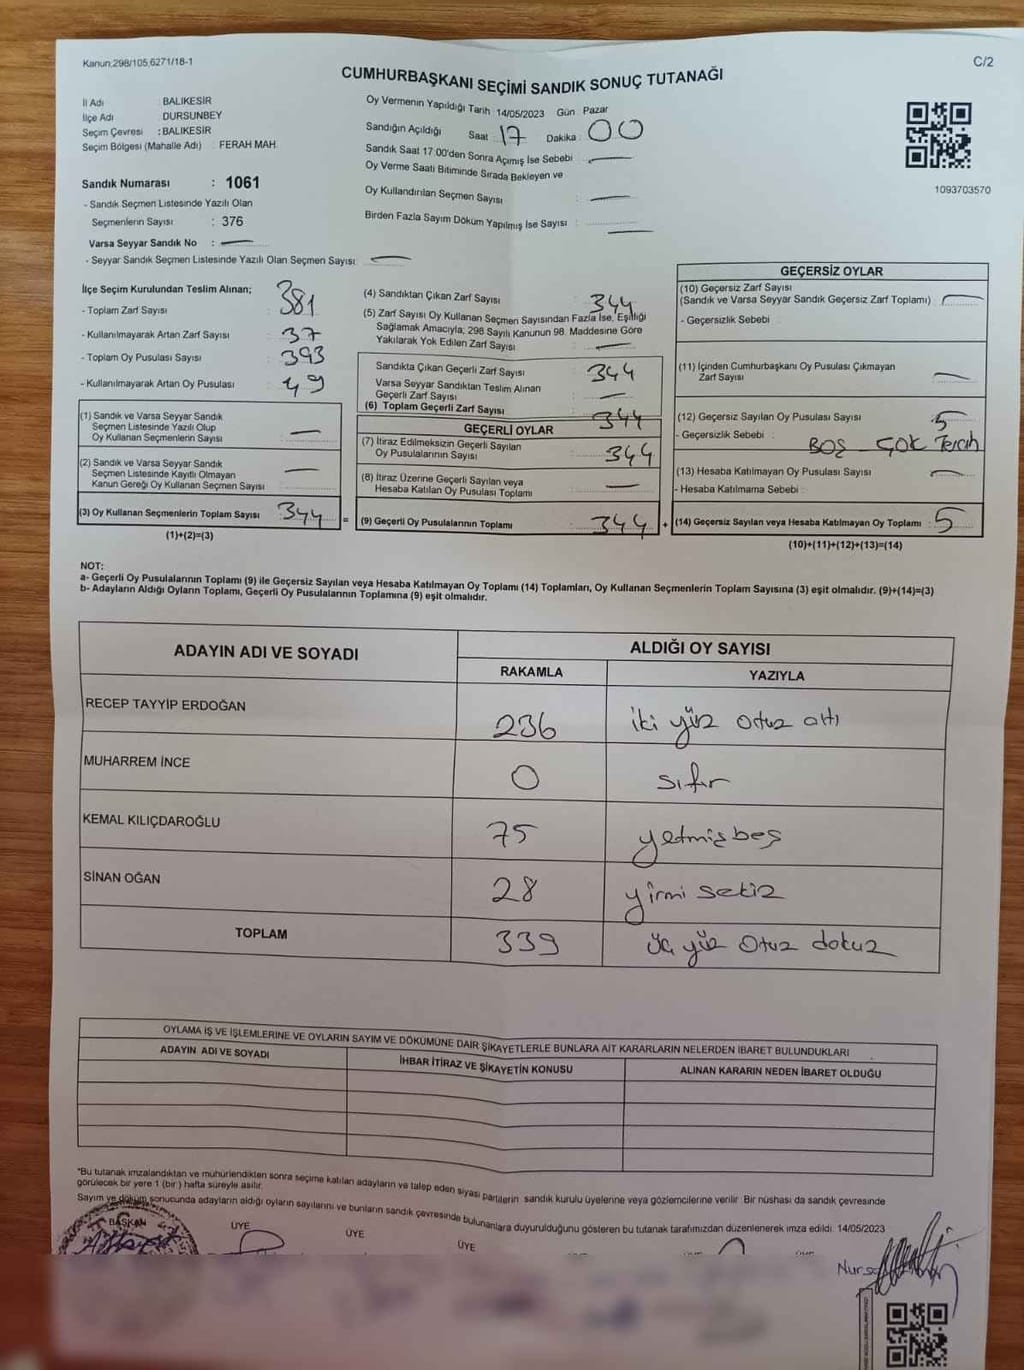 Kanun;298/105,6271/18-1
C/2
CUMHURBAŞKANI SEÇİMİ SANDIK SONUÇ TUTANAĞI
İl Adı : BALIKESİR
İlçe Adı : DURSUNBEY
Seçim Çevresi : BALIKESİR
Seçim Bölgesi (Mahalle Adı) : FERAH MAH.
Sandık Numarası : 1061
- Sandık Seçmen Listesinde Yazılı Olan
Seçmenlerin Sayısı : 376
Varsa Seyyar Sandık No :
- Seyyar Sandık Seçmen Listesinde Yazılı Olan Seçmen Sayısı :
Oy Vermenin Yapıldığı Tarih 14/05/2023 Gün Pazar
Sandığın Açıldığı Saat : 17 Dakika : 00
Sandık Saat 17:00'den Sonra Açmış İse Sebebi :
Oy Verme Saati Bitiminde Sırada Bekleyen ve
Oy Kullandırılan Seçmen Sayısı :
Birden Fazla Sayım Döküm Yapılmış İse Sayısı :
1093703570
İlçe Seçim Kurulundan Teslim Alınan;
- Toplam Zarf Sayısı : 381
- Kullanılmayarak Artan Zarf Sayısı : 37
- Toplam Oy Pusulası Sayısı : 393
- Kullanılmayarak Artan Oy Pusulası : 49
(1) Sandık ve Varsa Seyyar Sandık
Seçmen Listesinde Yazılı Olup
Oy Kullanan Seçmenlerin Sayısı :
(2) Sandık ve Varsa Seyyar Sandık
Seçmen Listesinde Kayıtlı Olmayan
Kanun Gereği Oy Kullanan Seçmen Sayısı :
(3) Oy Kullanan Seçmenlerin Toplam Sayısı : 344 =
(1)+(2)=(3)
(4) Sandıktan Çıkan Zarf Sayısı : 344
(5) Zarf Sayısı Oy Kullanan Seçmen Sayısından Fazla İse, Eşitliği
Sağlamak Amacıyla, 298 Sayılı Kanunun 98. Maddesine Göre
Yakılarak Yok Edilen Zarf Sayısı :
Sandıkta Çıkan Geçerli Zarf Sayısı : 344
Varsa Seyyar Sandıktan Teslim Alınan
Geçerli Zarf Sayısı :
(6) Toplam Geçerli Zarf Sayısı : 344
GEÇERLİ OYLAR
(7) İtiraz Edilmeksizin Geçerli Sayılan
Oy Pusulalarının Sayısı : 344
(8) İtiraz Üzerine Geçerli Sayılan veya
Hesaba Katılan Oy Pusulası Toplamı :
(9) Geçerli Oy Pusulalarının Toplamı : 344 +
GEÇERSİZ OYLAR
(10) Geçersiz Zarf Sayısı
(Sandık ve Varsa Seyyar Sandık Geçersiz Zarf Toplamı) :
- Geçersizlik Sebebi :
(11) İçinden Cumhurbaşkanı Oy Pusulası Çıkmayan
Zarf Sayısı :
(12) Geçersiz Sayılan Oy Pusulası Sayısı : 5
- Geçersizlik Sebebi : BOŞ - ÇOK Tercih
(13) Hesaba Katılmayan Oy Pusulası Sayısı :
- Hesaba Katılmama Sebebi :
(14) Geçersiz Sayılan veya Hesaba Katılmayan Oy Toplamı : 5
(10)+(11)+(12)+(13)=(14)
NOT:
a- Geçerli Oy Pusulalarının Toplamı (9) ile Geçersiz Sayılan veya Hesaba Katılmayan Oy Toplamı (14) Toplamları, Oy Kullanan Seçmenlerin Toplam Sayısına (3) eşit olmalıdır. (9)+(14)=(3)
b- Adayların Aldığı Oyların Toplamı, Geçerli Oy Pusulalarının Toplamına (9) eşit olmalıdır.
ADAYIN ADI VE SOYADI ALDIĞI OY SAYISI
RAKAMLA YAZIYLA
RECEP TAYYİP ERDOĞAN 236 iki yüz otuz altı
MUHARREM İNCE 0 sıfır
KEMAL KILIÇDAROĞLU 75 yetmişbeş
SİNAN OĞAN 28 yirmi sekiz
TOPLAM 339 üç yüz otuz dokuz
OYLAMA İŞ VE İŞLEMLERİNE VE OYLARIN SAYIM VE DÖKÜMÜNE DAİR ŞİKAYETLERLE BUNLARA AİT KARARLARIN NELERDEN İBARET BULUNDUKLARI
ADAYIN ADI VE SOYADI İHBAR İTİRAZ VE ŞİKAYETİN KONUSU ALINAN KARARIN NEDEN İBARET OLDUĞU
*Bu tutanak imzalandıktan ve mühürlendikten sonra seçime katılan adayların ve talep eden siyasi partilerin sandık kurulu üyelerine veya gözlemcilerine verilir. Bir nüshası da sandık çevresinde
görülecek bir yere 1 (bir) hafta süreyle asılır.
Sayım ve döküm sonucunda adayların aldığı oyların sayılarını ve bunların sandık çevresinde bulunanlara duyurulduğunu gösteren bu tutanak tarafımızdan düzenlenerek imza edildi. 14/05/2023
BAŞKAN ÜYE ÜYE ÜYE